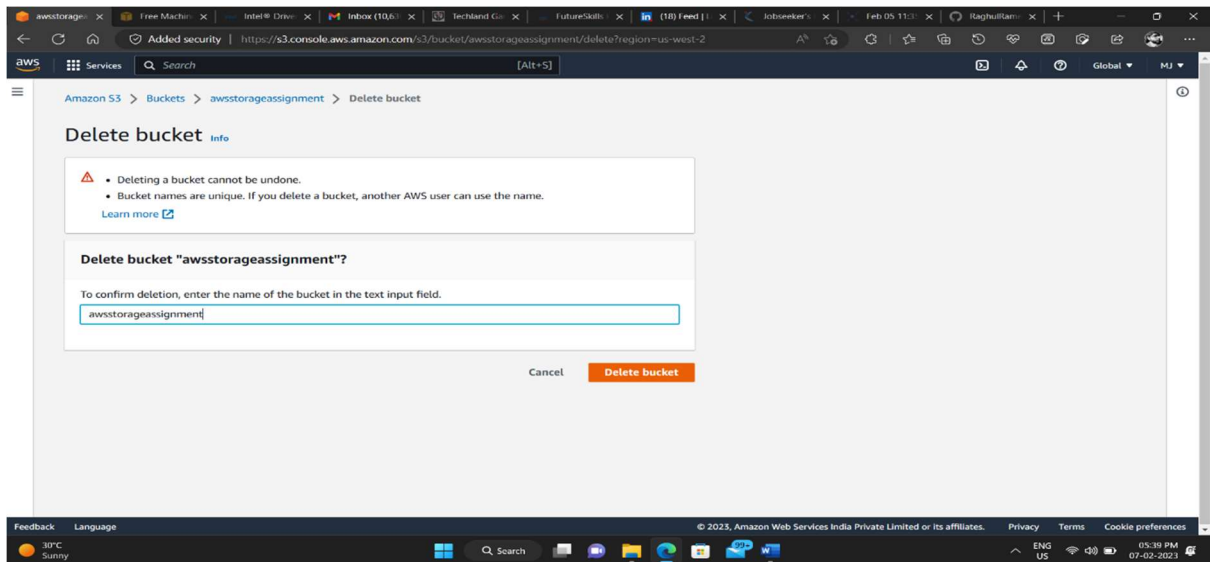 awsstorage
Free Machin
Intel® Drive
Inbox (10,63
Techland Ga
FutureSkills
(18) Feed | L
Jobseeker's
Feb 05 11:3
RaghulRam
Added security | https://s3.console.aws.amazon.com/s3/bucket/awsstorageassignment/delete?region=us-west-2
aws Services Search [Alt+S] Global MJ
Amazon S3 > Buckets > awsstorageassignment > Delete bucket
Delete bucket Info
• Deleting a bucket cannot be undone.
• Bucket names are unique. If you delete a bucket, another AWS user can use the name.
Learn more
Delete bucket "awsstorageassignment"?
To confirm deletion, enter the name of the bucket in the text input field.
awsstorageassignment
Cancel Delete bucket
Feedback Language © 2023, Amazon Web Services India Private Limited or its affiliates. Privacy Terms Cookie preferences
30°C
Sunny
Search
99+
ENG
US
05:39 PM
07-02-2023